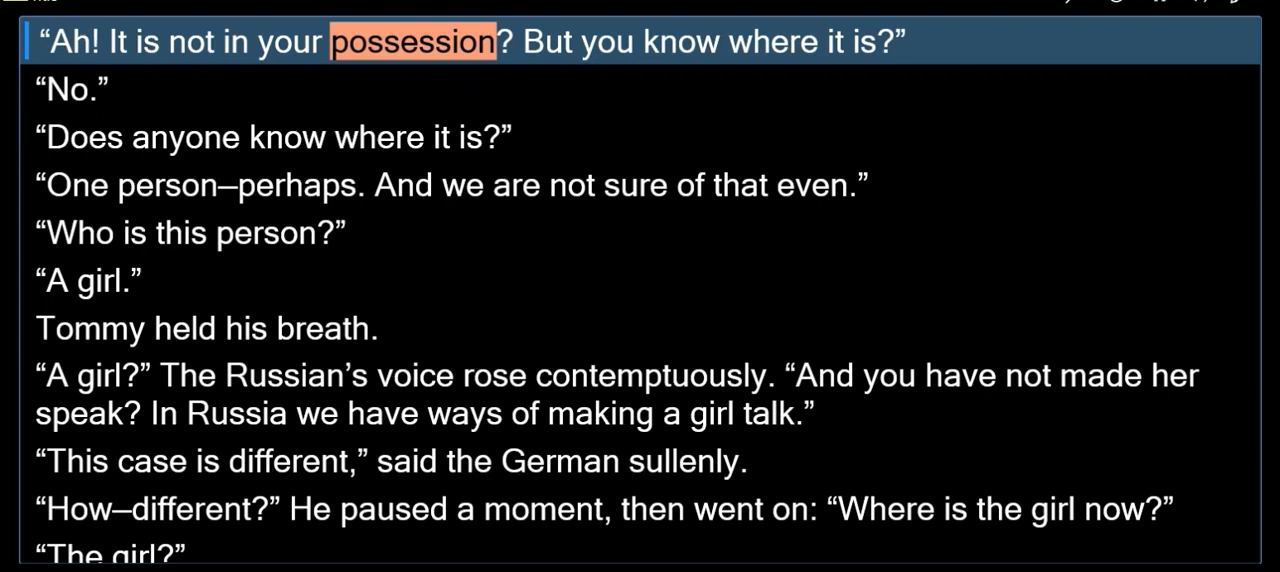 “Ah! It is not in your possession? But you know where it is?”
“No.”
“Does anyone know where it is?”
“One person—perhaps. And we are not sure of that even.”
“Who is this person?”
“A girl.”
Tommy held his breath.
“A girl?” The Russian’s voice rose contemptuously. “And you have not made her
speak? In Russia we have ways of making a girl talk.”
“This case is different,” said the German sullenly.
“How—different?” He paused a moment, then went on: “Where is the girl now?”
“The girl?”